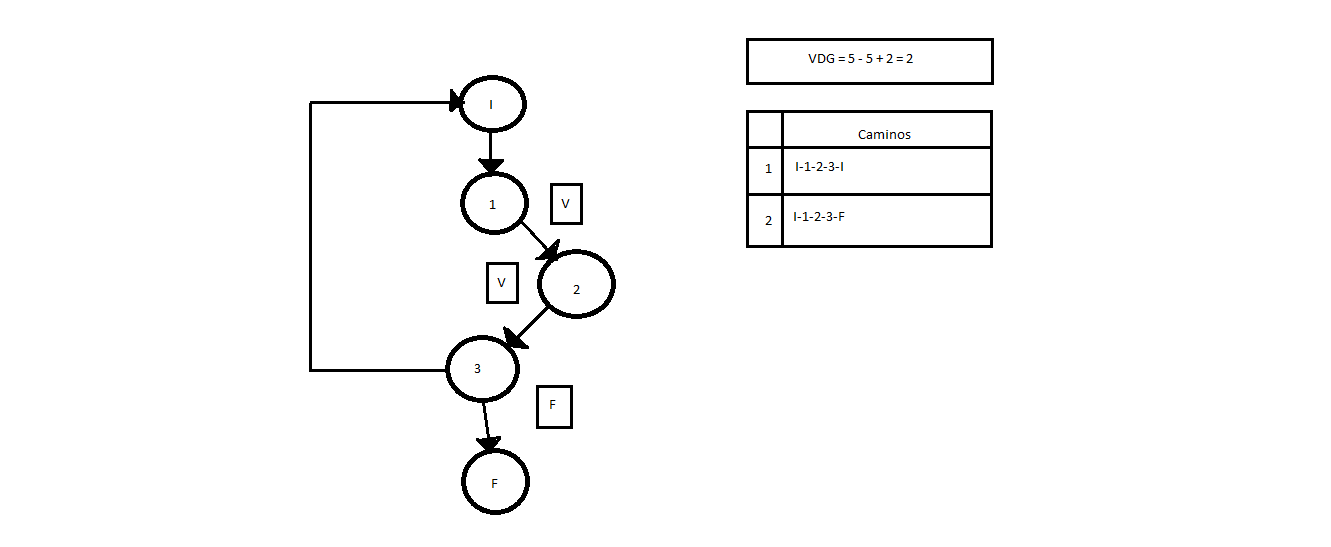 VDG = 5 - 5 + 2 = 2
I
Caminos
1
I-1-2-3-I
1
V
2
I-1-2-3-F
V
2
3
F
F